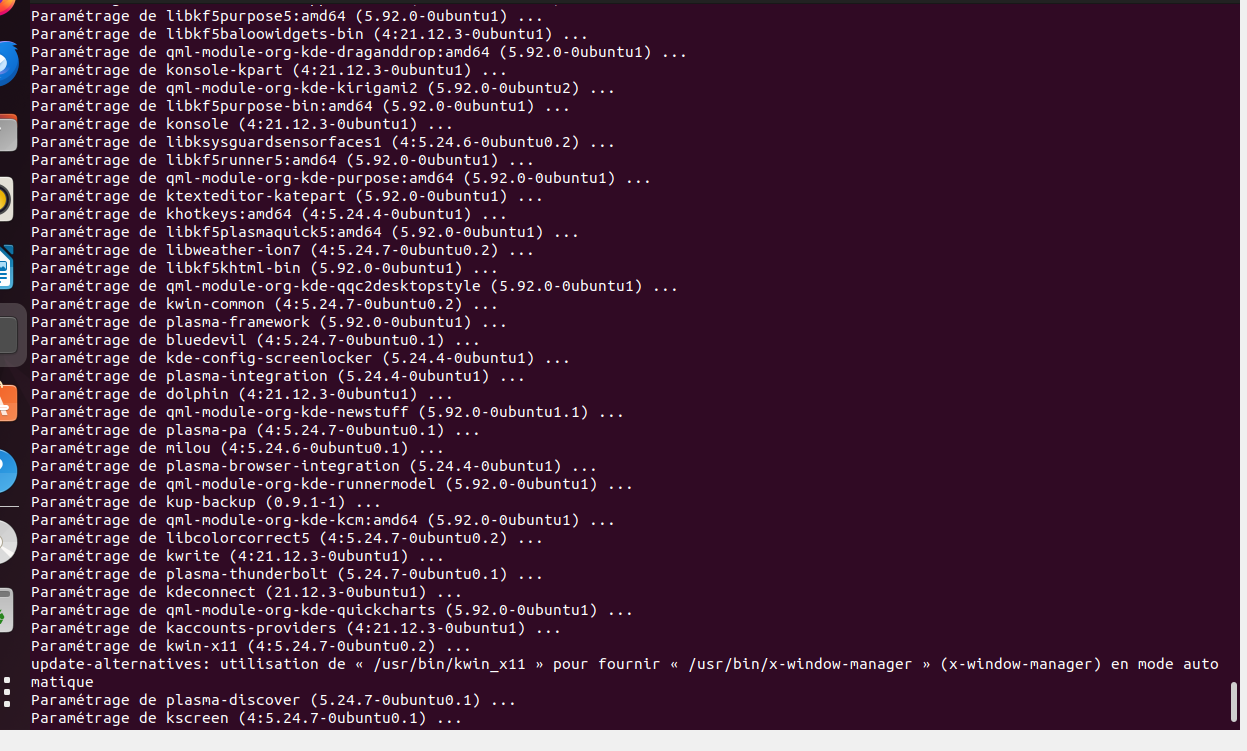 Paramétrage de libkf5purpose5:amd64 (5.92.0-0ubuntu1) ...
Paramétrage de libkf5baloowidgets-bin (4:21.12.3-0ubuntu1) ...
Paramétrage de qml-module-org-kde-draganddrop:amd64 (5.92.0-0ubuntu1) ...
Paramétrage de konsole-kpart (4:21.12.3-0ubuntu1) ...
Paramétrage de qml-module-org-kde-kirigami2 (5.92.0-0ubuntu2) ...
Paramétrage de libkf5purpose-bin:amd64 (5.92.0-0ubuntu1) ...
Paramétrage de konsole (4:21.12.3-0ubuntu1) ...
Paramétrage de libksysguardsensorfaces1 (4:5.24.6-0ubuntu0.2) ...
Paramétrage de libkf5runner5:amd64 (5.92.0-0ubuntu1) ...
Paramétrage de qml-module-org-kde-purpose:amd64 (5.92.0-0ubuntu1) ...
Paramétrage de ktexteditor-katepart (5.92.0-0ubuntu1) ...
Paramétrage de khotkeys:amd64 (4:5.24.4-0ubuntu1) ...
Paramétrage de libkf5plasmaquick5:amd64 (5.92.0-0ubuntu1) ...
Paramétrage de libweather-ion7 (4:5.24.7-0ubuntu0.2) ...
Paramétrage de libkf5khtml-bin (5.92.0-0ubuntu1) ...
Paramétrage de qml-module-org-kde-qqc2desktopstyle (5.92.0-0ubuntu1) ...
Paramétrage de kwin-common (4:5.24.7-0ubuntu0.2) ...
Paramétrage de plasma-framework (5.92.0-0ubuntu1) ...
Paramétrage de bluedevil (4:5.24.7-0ubuntu0.1) ...
Paramétrage de kde-config-screenlocker (5.24.4-0ubuntu1) ...
Paramétrage de plasma-integration (5.24.4-0ubuntu1) ...
Paramétrage de dolphin (4:21.12.3-0ubuntu1) ...
Paramétrage de qml-module-org-kde-newstuff (5.92.0-0ubuntu1.1) ...
Paramétrage de plasma-pa (4:5.24.7-0ubuntu0.1) ...
Paramétrage de milou (4:5.24.6-0ubuntu0.1) ...
Paramétrage de plasma-browser-integration (5.24.4-0ubuntu1) ...
Paramétrage de qml-module-org-kde-runnermodel (5.92.0-0ubuntu1) ...
Paramétrage de kup-backup (0.9.1-1) ...
Paramétrage de qml-module-org-kde-kcm:amd64 (5.92.0-0ubuntu1) ...
Paramétrage de libcolorcorrect5 (4:5.24.7-0ubuntu0.2) ...
Paramétrage de kwrite (4:21.12.3-0ubuntu1) ...
Paramétrage de plasma-thunderbolt (5.24.7-0ubuntu0.1) ...
Paramétrage de kdeconnect (21.12.3-0ubuntu1) ...
Paramétrage de qml-module-org-kde-quickcharts (5.92.0-0ubuntu1) ...
Paramétrage de kaccounts-providers (4:21.12.3-0ubuntu1) ...
Paramétrage de kwin-x11 (4:5.24.7-0ubuntu0.2) ...
update-alternatives: utilisation de « /usr/bin/kwin_x11 » pour fournir « /usr/bin/x-window-manager » (x-window-manager) en mode auto
matique
Paramétrage de plasma-discover (5.24.7-0ubuntu0.1) ...
Paramétrage de kscreen (4:5.24.7-0ubuntu0.1) ...